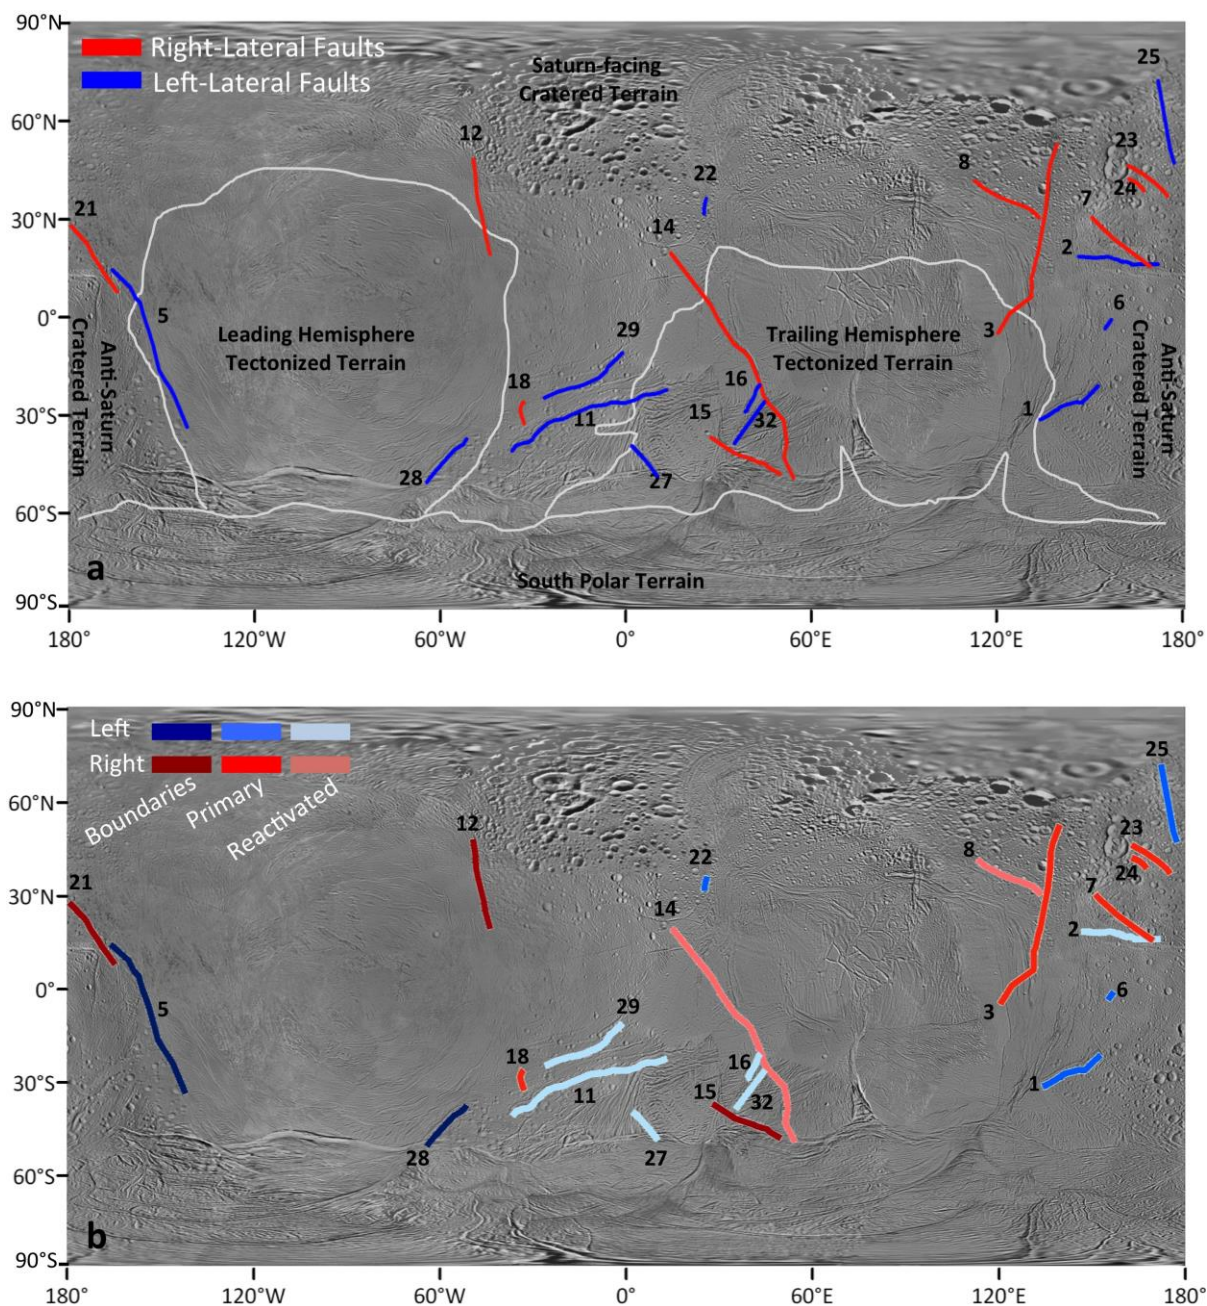 90°N
Right-Lateral Faults
Left-Lateral Faults
Saturn-facing
Cratered Terrain
25
60°N
12
23
8
22
24
21
30°N
14
7
2
5
6
0°
Leading Hemisphere
Tectonized Terrain
29
Trailing Hemisphere
Tectonized Terrain
3
Anti-Saturn
Cratered Terrain
Anti-Saturn
Cratered Terrain
18
16
30°S
11
15
32
1
28
27
60°S
a
South Polar Terrain
90°S
180°
120°W
60°W
0°
60°E
120°E
180°
90°N
Left
Right
Boundaries
Primary
Reactivated
25
60°N
12
23
8
22
24
21
30°N
14
7
2
0°
5
29
3
6
18
16
30°S
11
15
32
1
28
27
60°S
b
90°S
180°
120°W
60°W
0°
60°E
120°E
180°